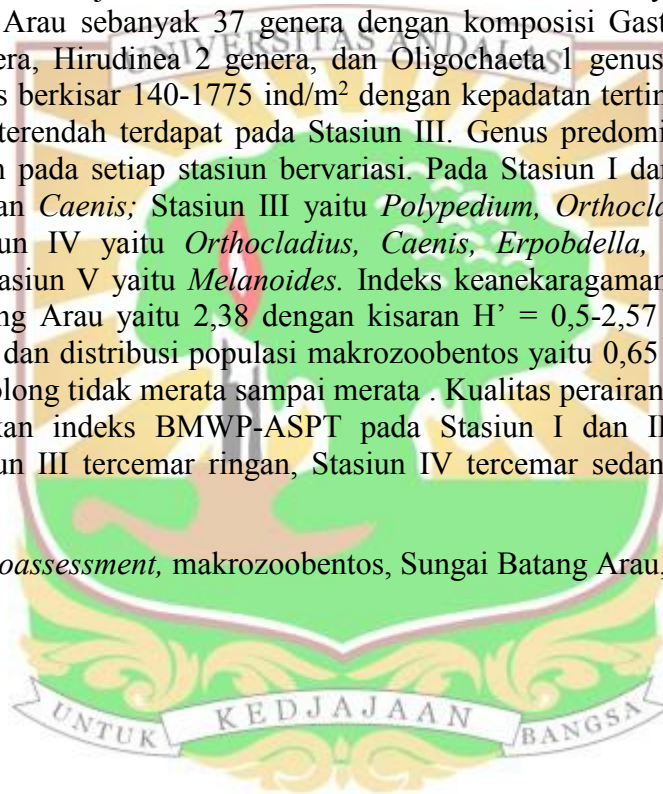 Arau sebanyak 37 genera dengan komposisi Gast
era, Hirudinea 2 genera, dan Oligochaeta 1 genus
s berkisar 140-1775 ind/m² dengan kepadatan tertin
terendah terdapat pada Stasiun III. Genus predomi
n pada setiap stasiun bervariasi. Pada Stasiun I dar
an Caenis; Stasiun III yaitu Polypedium, Orthocla
un IV yaitu Orthocladius, Caenis, Erpobdella,
tasiun V yaitu Melanoides. Indeks keanekaragaman
ng Arau yaitu 2,38 dengan kisaran H’ = 0,5-2,57
dan distribusi populasi makrozoobentos yaitu 0,65
olong tidak merata sampai merata . Kualitas perairan
kan indeks BMWP-ASPT pada Stasiun I dan II
un III tercemar ringan, Stasiun IV tercemar sedan
oassessment, makrozoobentos, Sungai Batang Arau,
UNIVERSITAS ANDALAS
UNTUK KEDJAJAAN BANGSA